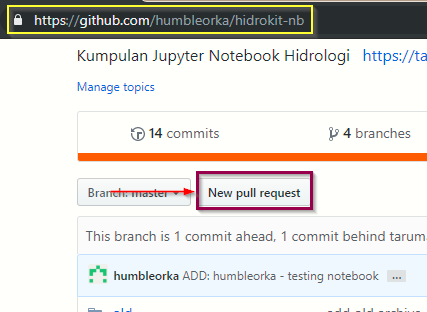 https://github.com/humbleorka/hidrokit-nb
Kumpulan Jupyter Notebook Hidrologi https://ta
Manage topics
14 commits 4 branches
Branch: master New pull request
This branch is 1 commit ahead, 1 commit behind taruma
humbleorka ADD: humbleorka - testing notebook ...
old add old archive